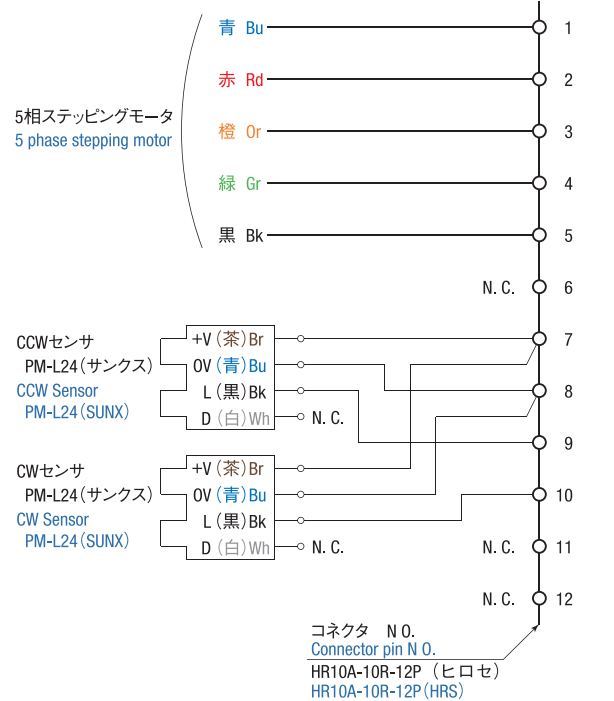 青 Bu 1
赤 Rd 2
5相ステッピングモータ
5 phase stepping motor
橙 Or 3
緑 Gr 4
黒 Bk 5
N.C. 6
CCWセンサ
PM-L24(サンクス)
CCW Sensor
PM-L24(SUNX)
+V(茶)Br 7
0V(青)Bu 8
L(黒)Bk 9
D(白)Wh N.C.
CWセンサ
PM-L24(サンクス)
CW Sensor
PM-L24(SUNX)
+V(茶)Br
0V(青)Bu 10
L(黒)Bk
D(白)Wh N.C.
N.C. 11
N.C. 12
コネクタ NO.
Connector pin NO.
HR10A-10R-12P (ヒロセ)
HR10A-10R-12P(HRS)